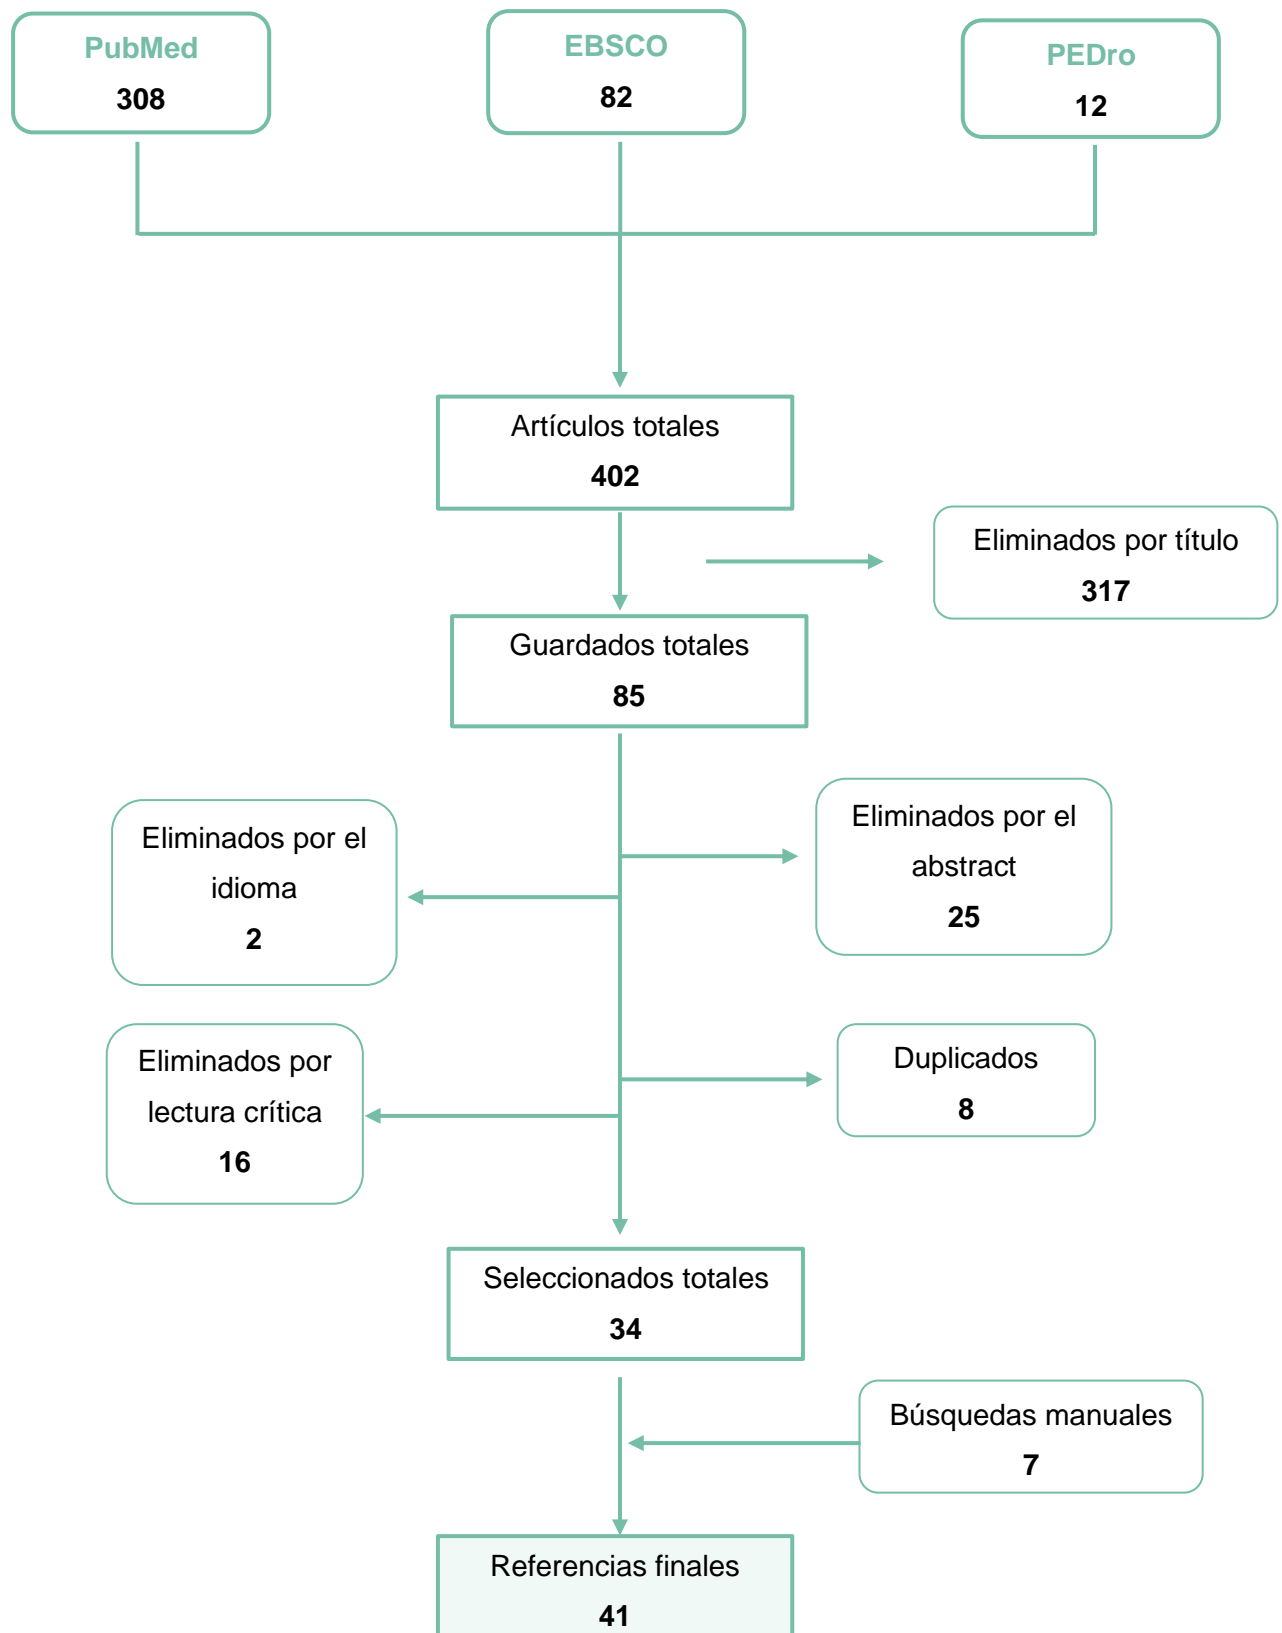 PubMed
308
EBSCO
82
PEDro
12
Artículos totales
402
Eliminados por título
317
Guardados totales
85
Eliminados por el
idioma
2
Eliminados por el
abstract
25
Eliminados por
lectura crítica
16
Duplicados
8
Seleccionados totales
34
Búsquedas manuales
7
Referencias finales
41